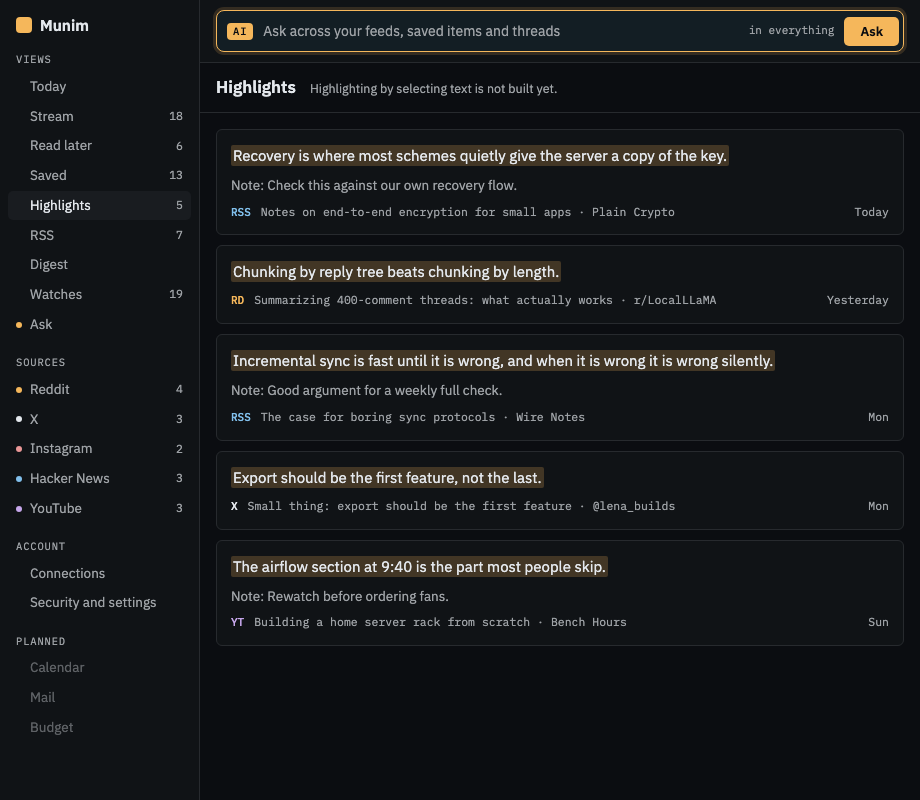 Munim
VIEWS
Today
Stream 18
Read later 6
Saved 13
Highlights 5
RSS 7
Digest
Watches 19
Ask
SOURCES
Reddit 4
X 3
Instagram 2
Hacker News 3
YouTube 3
ACCOUNT
Connections
Security and settings
PLANNED
Calendar
Mail
Budget
AI Ask across your feeds, saved items and threads in everything Ask
Highlights Highlighting by selecting text is not built yet.
Recovery is where most schemes quietly give the server a copy of the key.
Note: Check this against our own recovery flow.
RSS Notes on end-to-end encryption for small apps · Plain Crypto Today
Chunking by reply tree beats chunking by length.
RD Summarizing 400-comment threads: what actually works · r/LocalLLaMA Yesterday
Incremental sync is fast until it is wrong, and when it is wrong it is wrong silently.
Note: Good argument for a weekly full check.
RSS The case for boring sync protocols · Wire Notes Mon
Export should be the first feature, not the last.
X Small thing: export should be the first feature · @lena_builds Mon
The airflow section at 9:40 is the part most people skip.
Note: Rewatch before ordering fans.
YT Building a home server rack from scratch · Bench Hours Sun